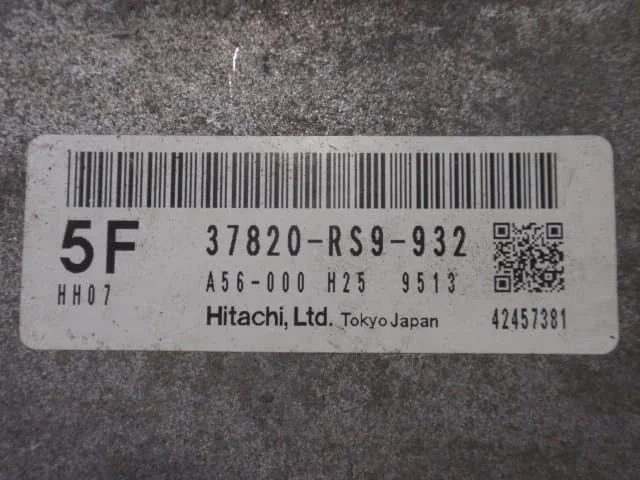 5F
37820-RS9-932
HH07
A56-000 H25 9513
Hitachi, Ltd. Tokyo Japan
42457381